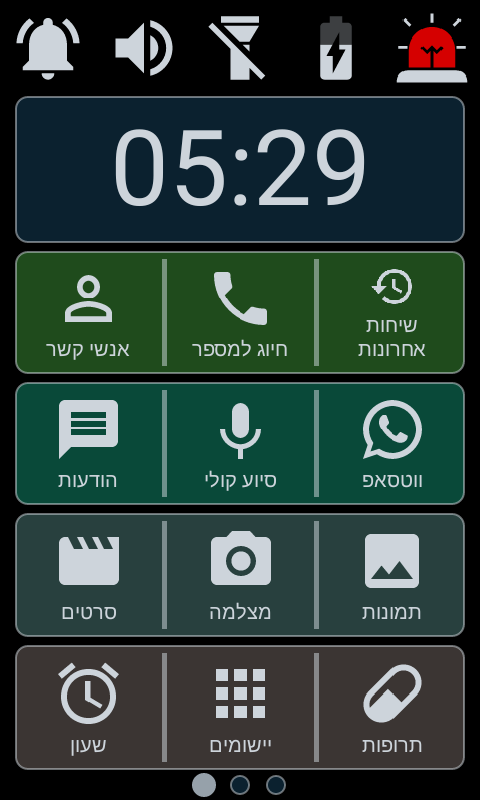 05:29
שיחות
אחרונות
חיוג למספר
אנשי קשר
ווטסאפ
סיוע קולי
הודעות
תמונות
מצלמה
סרטים
תרופות
יישומים
שעון